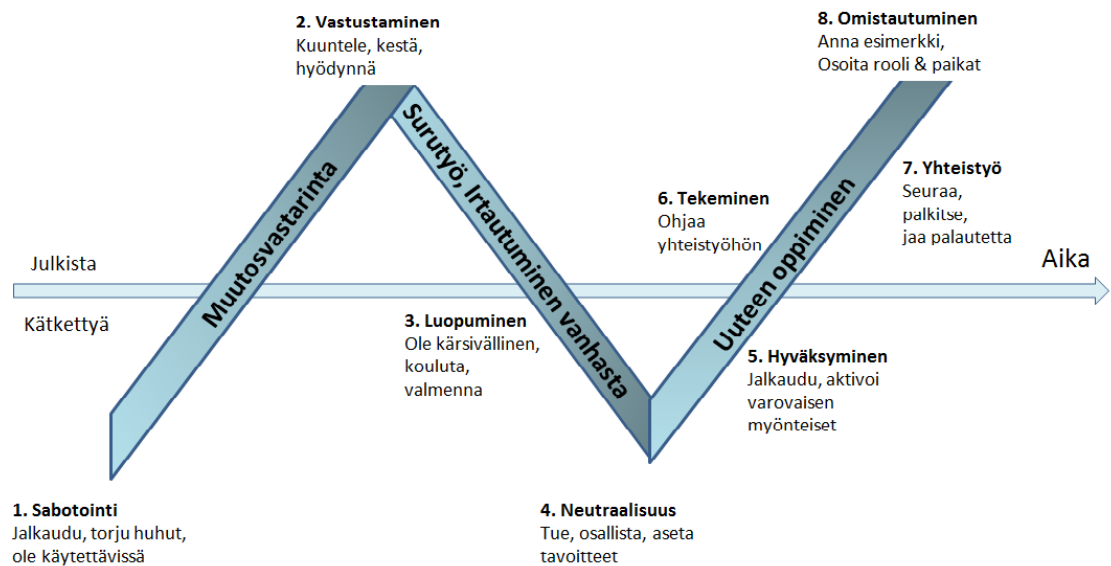 2. Vastustaminen
Kuuntele, kestä,
hyödynnä
8. Omistautuminen
Anna esimerkki,
Osoita rooli & paikat
Muutosvastarinta
Surutyö, Irtautuminen vanhasta
Uuteen oppiminen
7. Yhteistyö
Seuraa,
palkitse,
jaa palautetta
6. Tekeminen
Ohjaa
yhteistyöhön
Julkista
Aika
Kätkettyä
3. Luopuminen
Ole kärsivällinen,
kouluta,
valmenna
5. Hyväksyminen
Jalkaudu, aktivoi
varovaisen
myönteiset
1. Sabotointi
Jalkaudu, torju huhut,
ole käytettävissä
4. Neutraalisuus
Tue, osallista, aseta
tavoitteet